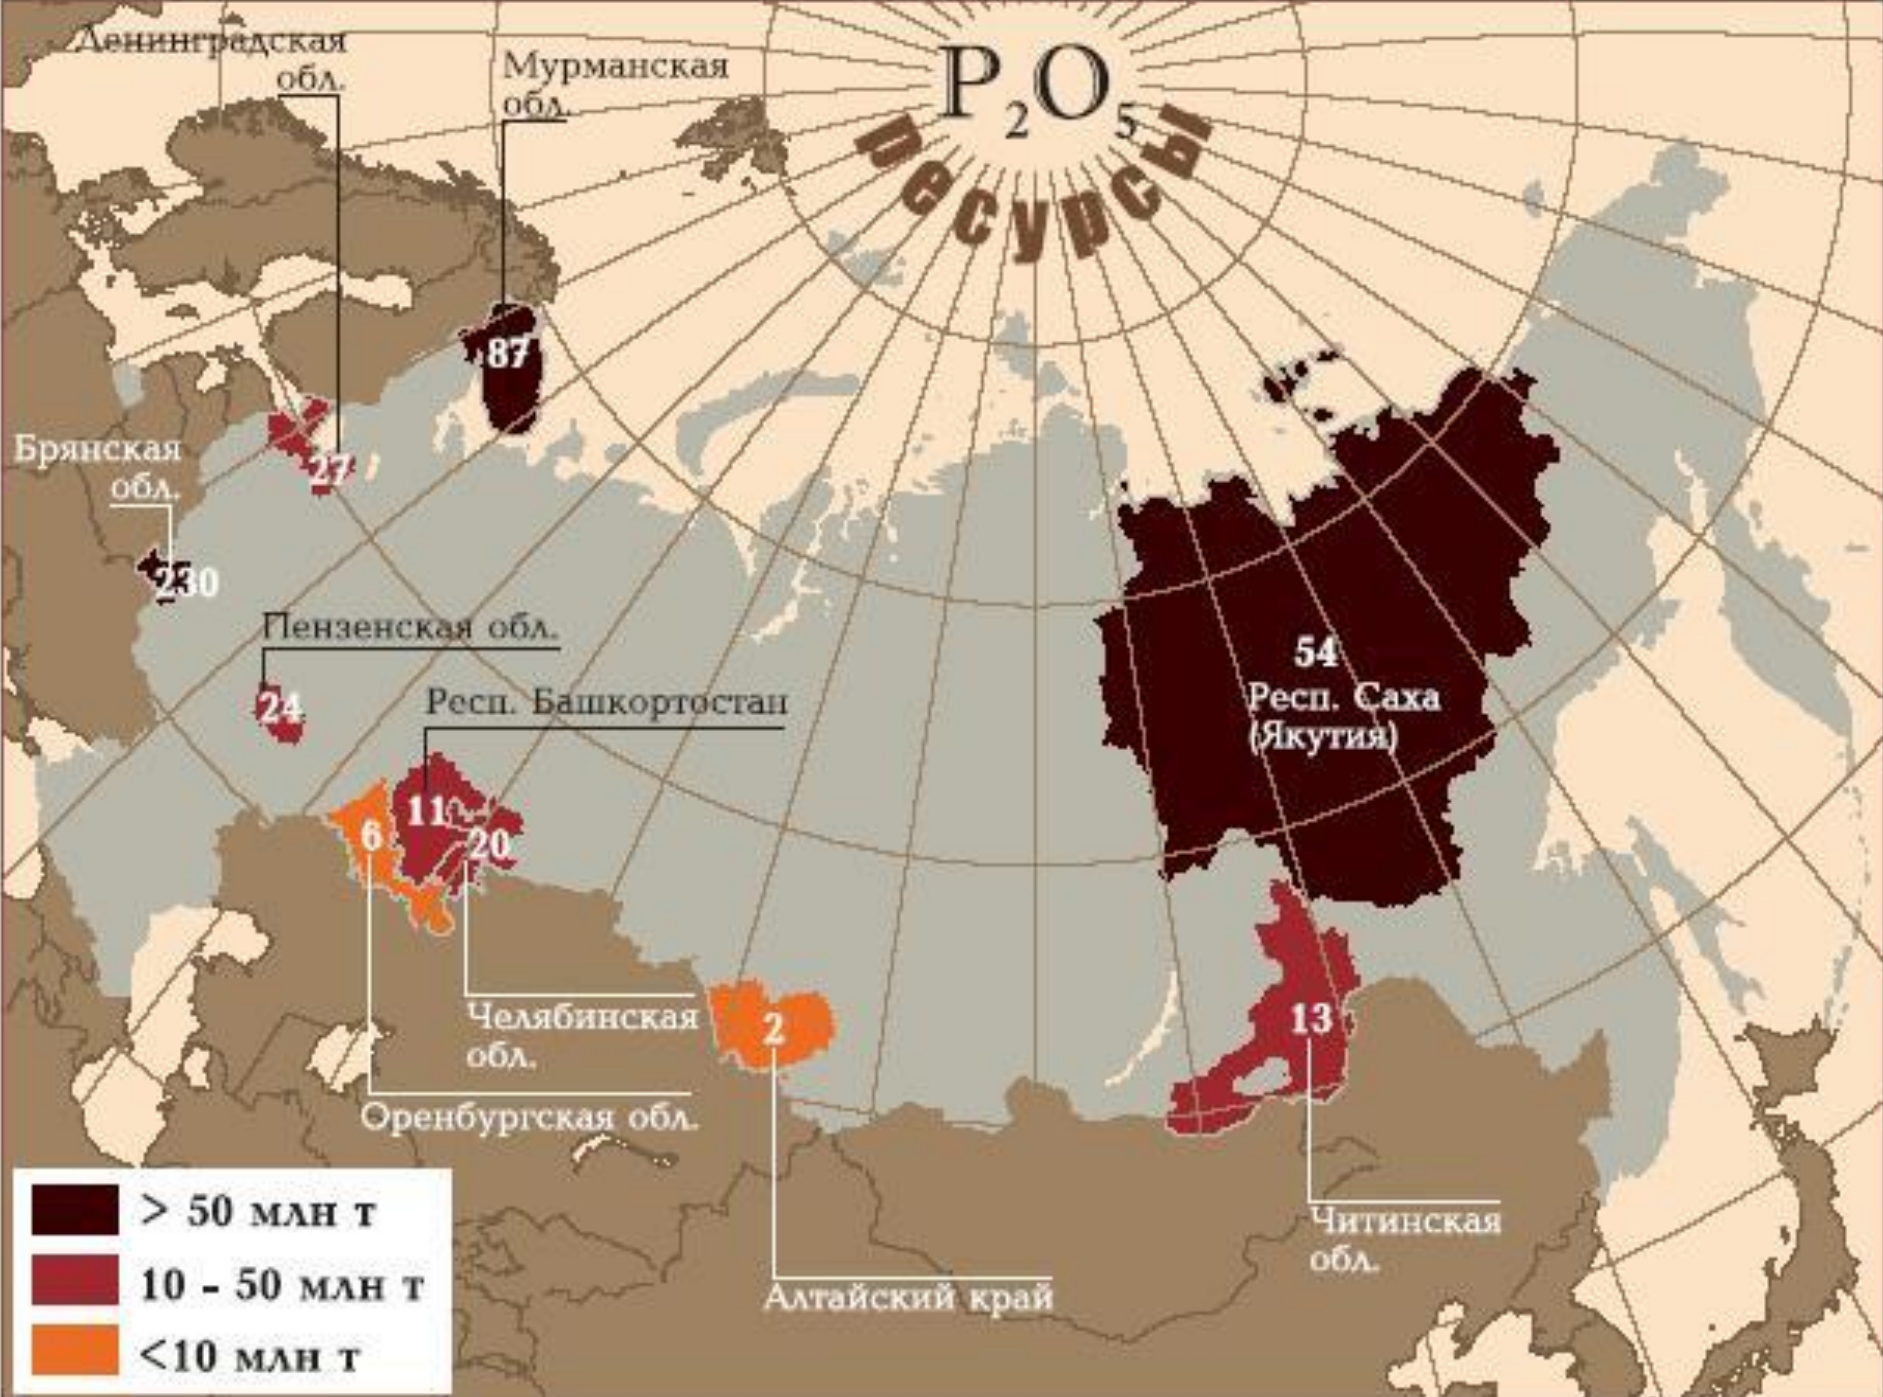 P₂O₅
ресурсы
Ленинградская
обл.
Мурманская
обл.
87
27
Брянская
обл.
230
Пензенская обл.
24
Респ. Башкортостан
11
20
6
54
Респ. Саха
(Якутия)
Челябинская
обл.
2
13
Оренбургская обл.
Читинская
обл.
Алтайский край
> 50 млн т
10 - 50 млн т
<10 млн т